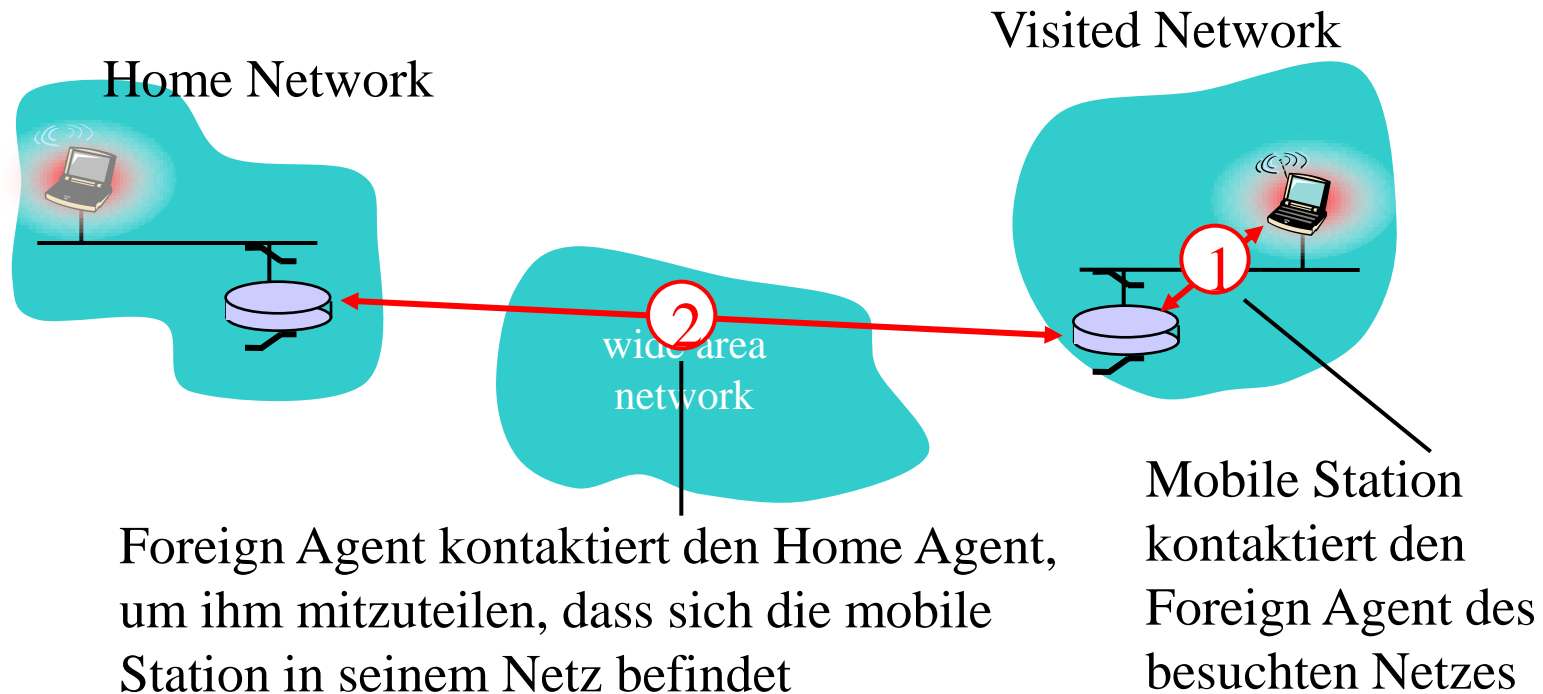 Visited Network
Home Network
1
2
wide area
network
Foreign Agent kontaktiert den Home Agent,
um ihm mitzuteilen, dass sich die mobile
Station in seinem Netz befindet
Mobile Station
kontaktiert den
Foreign Agent des
besuchten Netzes